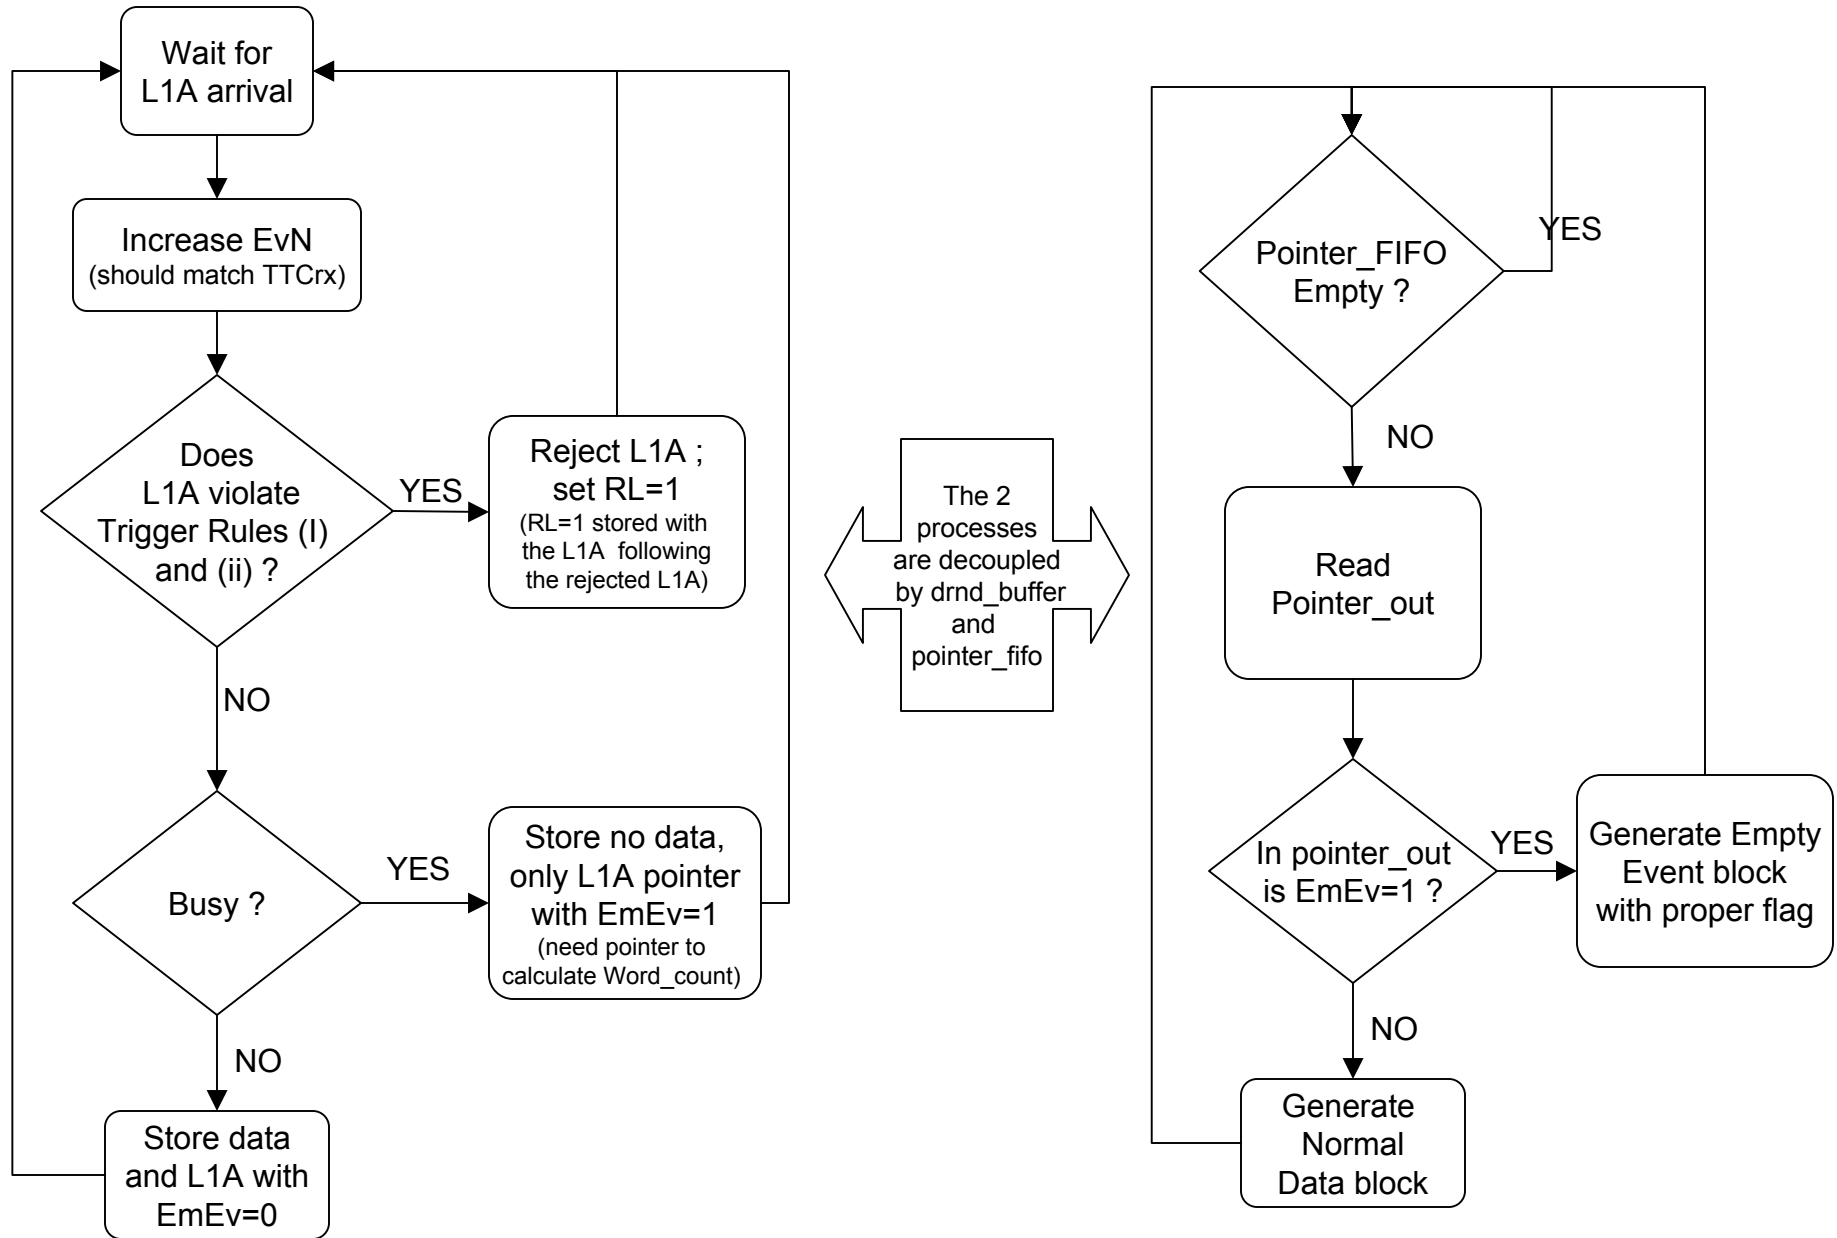 Wait for
L1A arrival
Increase EvN
(should match TTCrx)
Does
L1A violate
Trigger Rules (I)
and (ii) ?
YES
Reject L1A ;
set RL=1
(RL=1 stored with
the L1A following
the rejected L1A)
NO
Busy ?
YES
Store no data,
only L1A pointer
with EmEv=1
(need pointer to
calculate Word_count)
NO
Store data
and L1A with
EmEv=0
The 2
processes
are decoupled
by drnd_buffer
and
pointer_fifo
Pointer_FIFO
Empty ?
YES
NO
Read
Pointer_out
In pointer_out
is EmEv=1 ?
YES
Generate Empty
Event block
with proper flag
NO
Generate
Normal
Data block